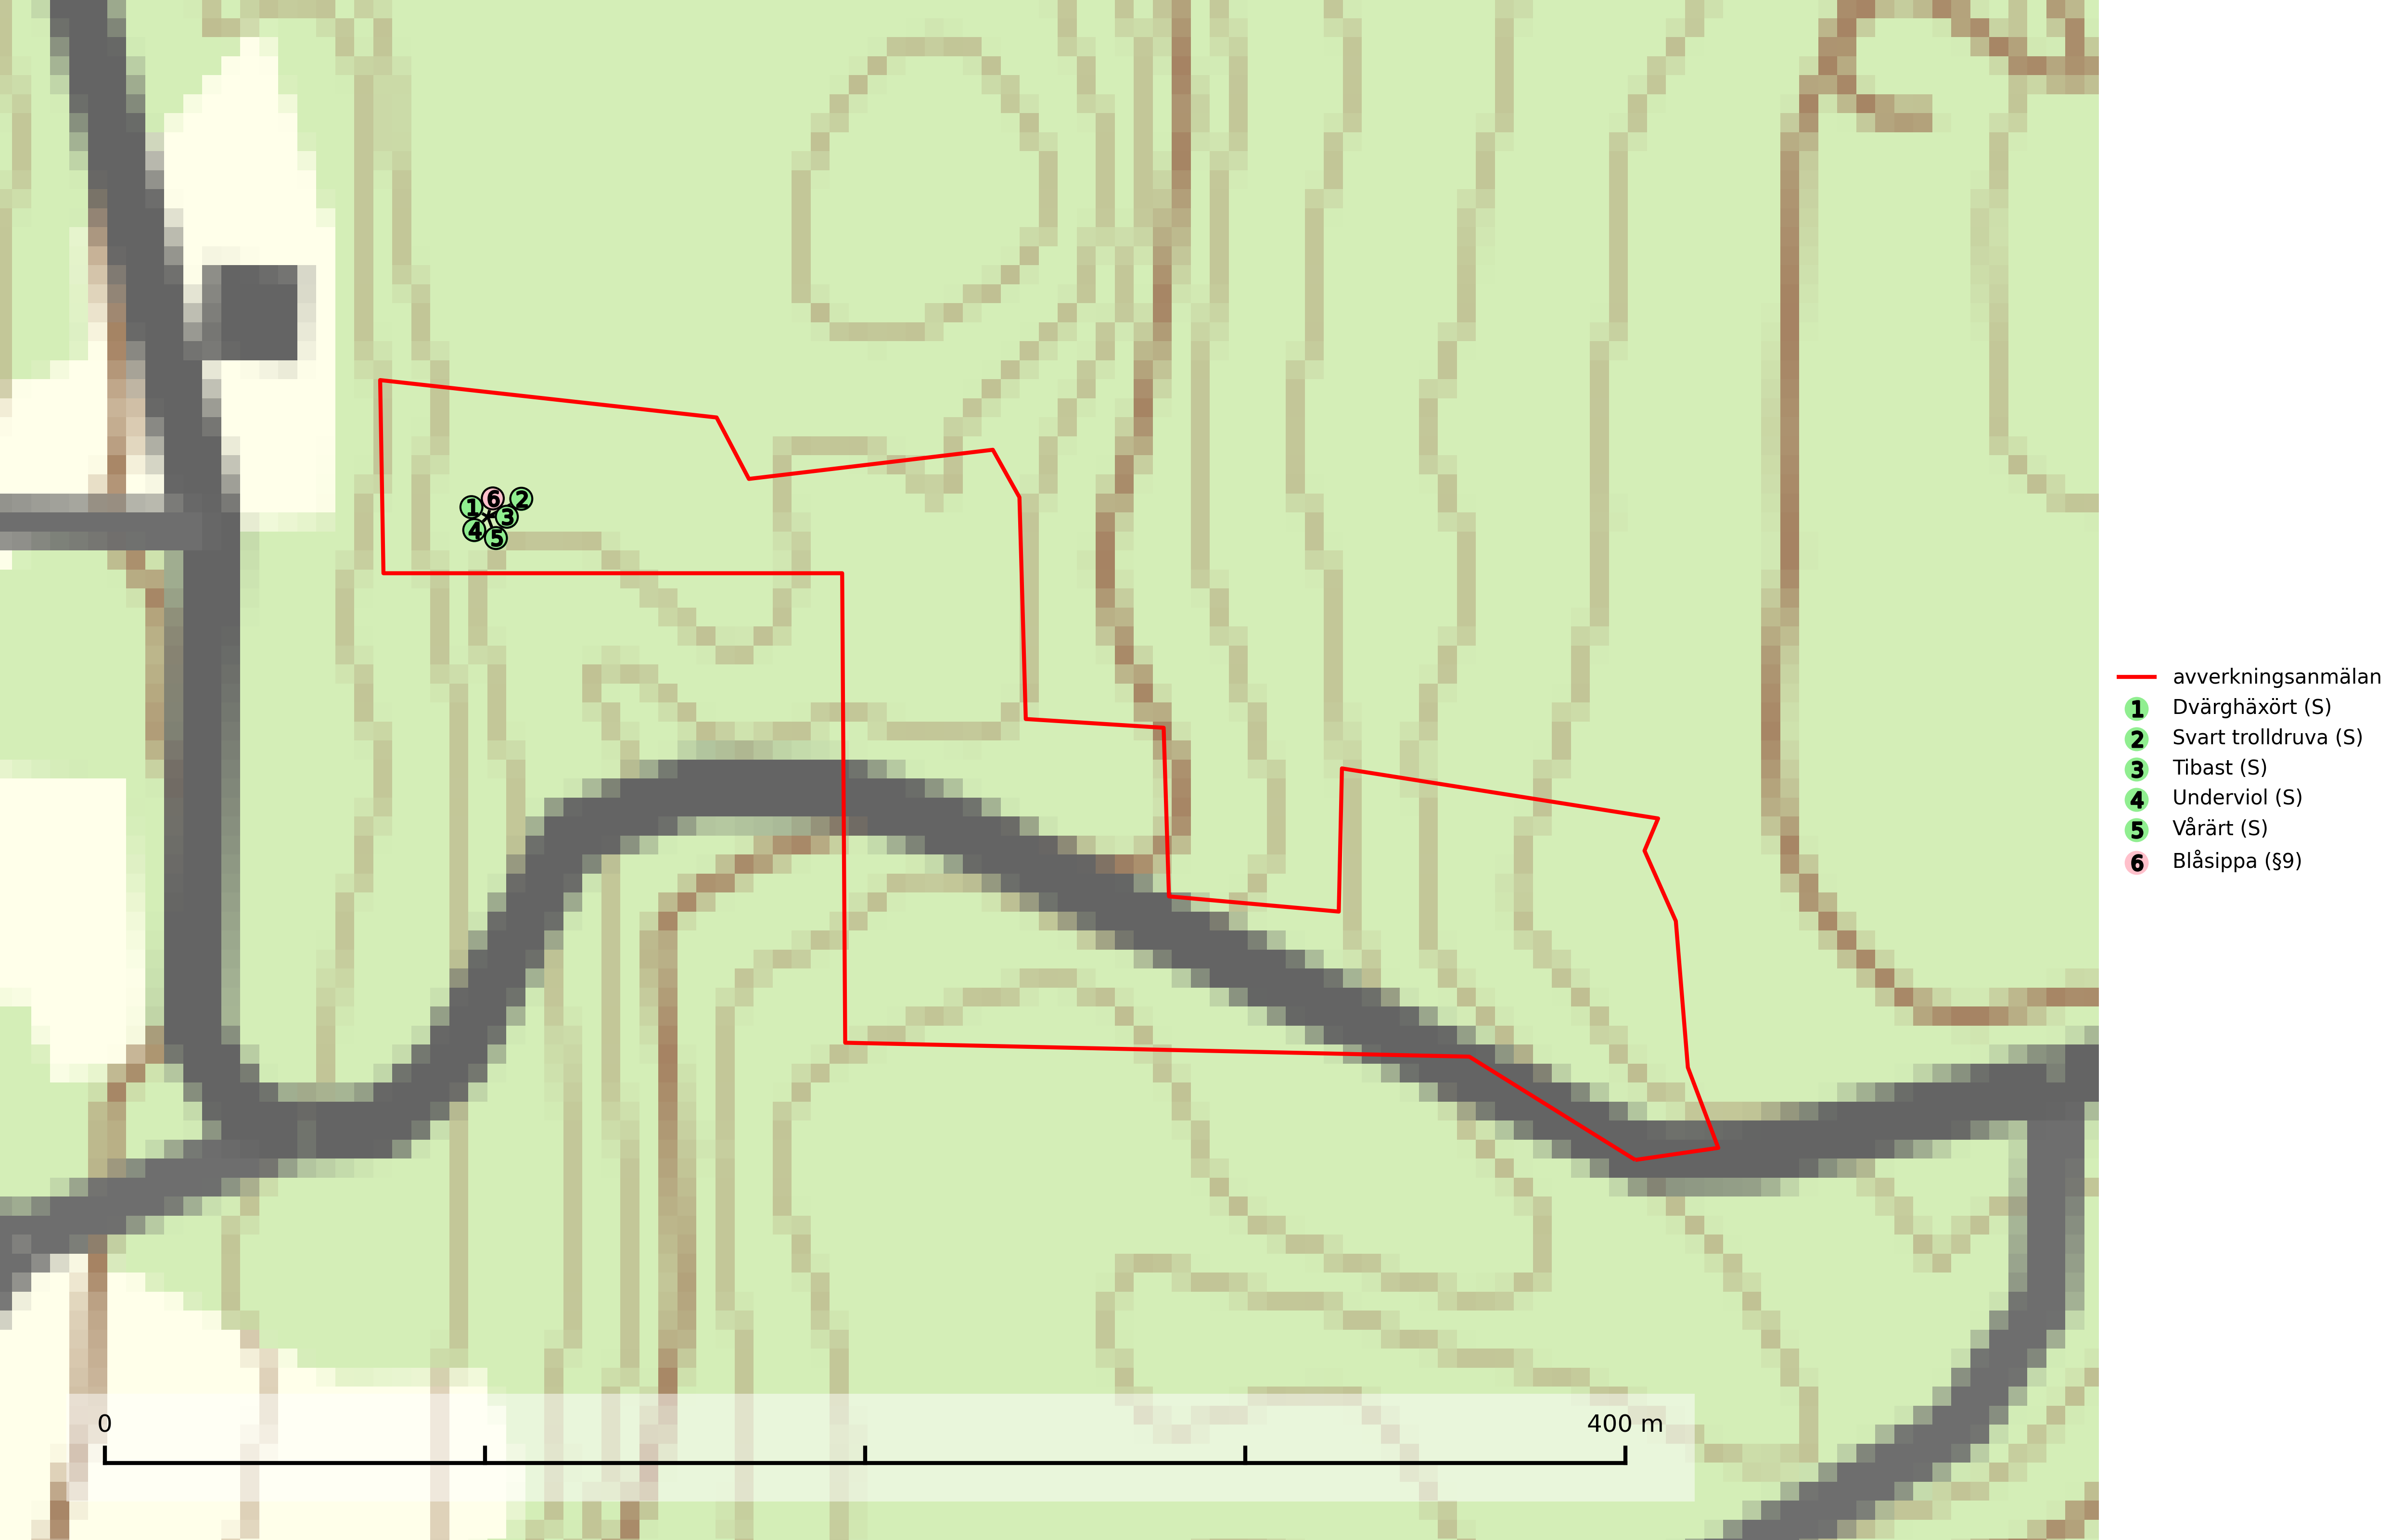 1
6
2
3
4
5
avverkningsanmälan
1 Dvärghäxört (S)
2 Svart trolldruva (S)
3 Tibast (S)
4 Underviol (S)
5 Vårärt (S)
6 Blåsippa (§9)
0 400 m